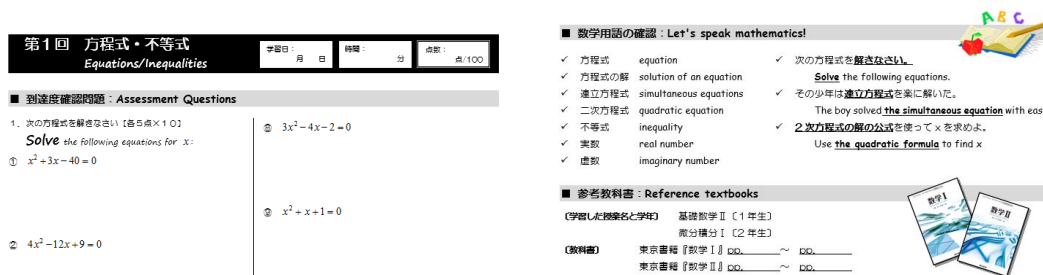 第1回 方程式・不等式
Equations/Inequalities
学習日：
月 日
時間：
分
点数：
点/100
■ 到達度確認問題：Assessment Questions
1．次の方程式を解きなさい［各5点×10］
Solve the following equations for x:
① x² + 3x − 40 = 0
② 4x² − 12x + 9 = 0
3x² − 4x − 2 = 0
x² + x + 1 = 0
■ 数学用語の確認：Let's speak mathematics!
✓ 方程式 equation
✓ 方程式の解 solution of an equation
✓ 連立方程式 simultaneous equations
✓ 二次方程式 quadratic equation
✓ 不等式 inequality
✓ 実数 real number
✓ 虚数 imaginary number
✓ 次の方程式を解きなさい。
Solve the following equations.
✓ その少年は連立方程式を楽に解いた。
The boy solved the simultaneous equation with eas
✓ 2次方程式の解の公式を使ってxを求めよ。
Use the quadratic formula to find x
A B C
■ 参考教科書：Reference textbooks
〔学習した授業名と学年〕 基礎数学Ⅱ〔1年生〕
微分積分Ⅰ〔2年生〕
〔教科書〕 東京書籍『数学Ⅰ』pp. ～ pp.
東京書籍『数学Ⅱ』pp. ～ pp.
数学Ⅰ
数学Ⅱ